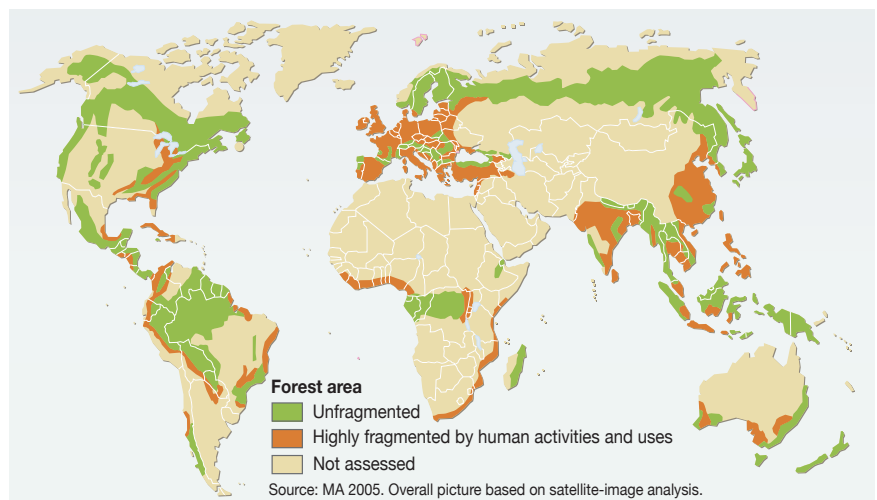 Forest area
Unfragmented
Highly fragmented by human activities and uses
Not assessed
Source: MA 2005. Overall picture based on satellite-image analysis.